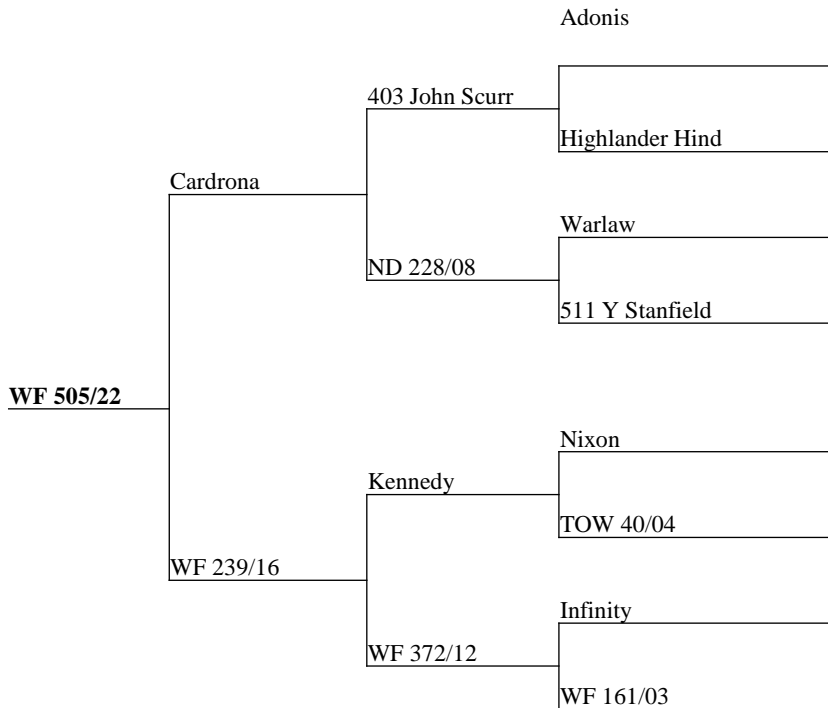 Adonis
403 John Scurr
Highlander Hind
Cardrona
Warlaw
ND 228/08
511 Y Stanfield
WF 505/22
Nixon
Kennedy
TOW 40/04
WF 239/16
Infinity
WF 372/12
WF 161/03